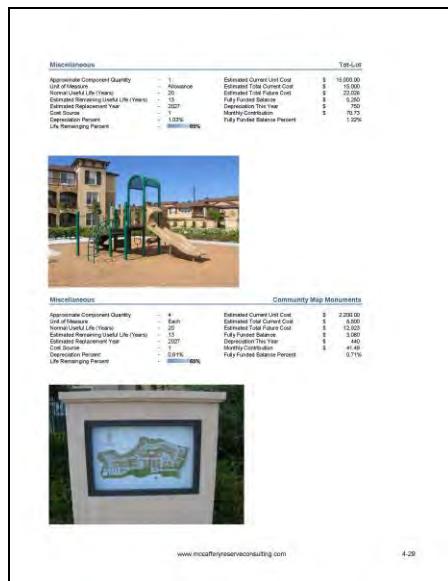 Miscellaneous Tot-Lot
Approximate Component Quantity - 1 Estimated Current Unit Cost $ 15,000.00
Unit of Measure - Allowance Estimated Total Current Cost $ 15,000
Normal Useful Life (Years) - 20 Estimated Total Future Cost $ 22,028
Estimated Remaining Useful Life (Years) - 13 Fully Funded Balance $ 5,250
Estimated Replacement Year - 2027 Depreciation This Year $ 750
Cost Source - 1 Monthly Contribution $ 70.73
Depreciation Percent - 1.03% Fully Funded Balance Percent 1.22%
Life Remainging Percent - 65%
Miscellaneous Community Map Monuments
Approximate Component Quantity - 4 Estimated Current Unit Cost $ 2,200.00
Unit of Measure - Each Estimated Total Current Cost $ 8,800
Normal Useful Life (Years) - 20 Estimated Total Future Cost $ 12,923
Estimated Remaining Useful Life (Years) - 13 Fully Funded Balance $ 3,080
Estimated Replacement Year - 2027 Depreciation This Year $ 440
Cost Source - 1 Monthly Contribution $ 41.49
Depreciation Percent - 0.61% Fully Funded Balance Percent 0.71%
Life Remainging Percent - 65%
www.mccafferyreserveconsulting.com 4-29